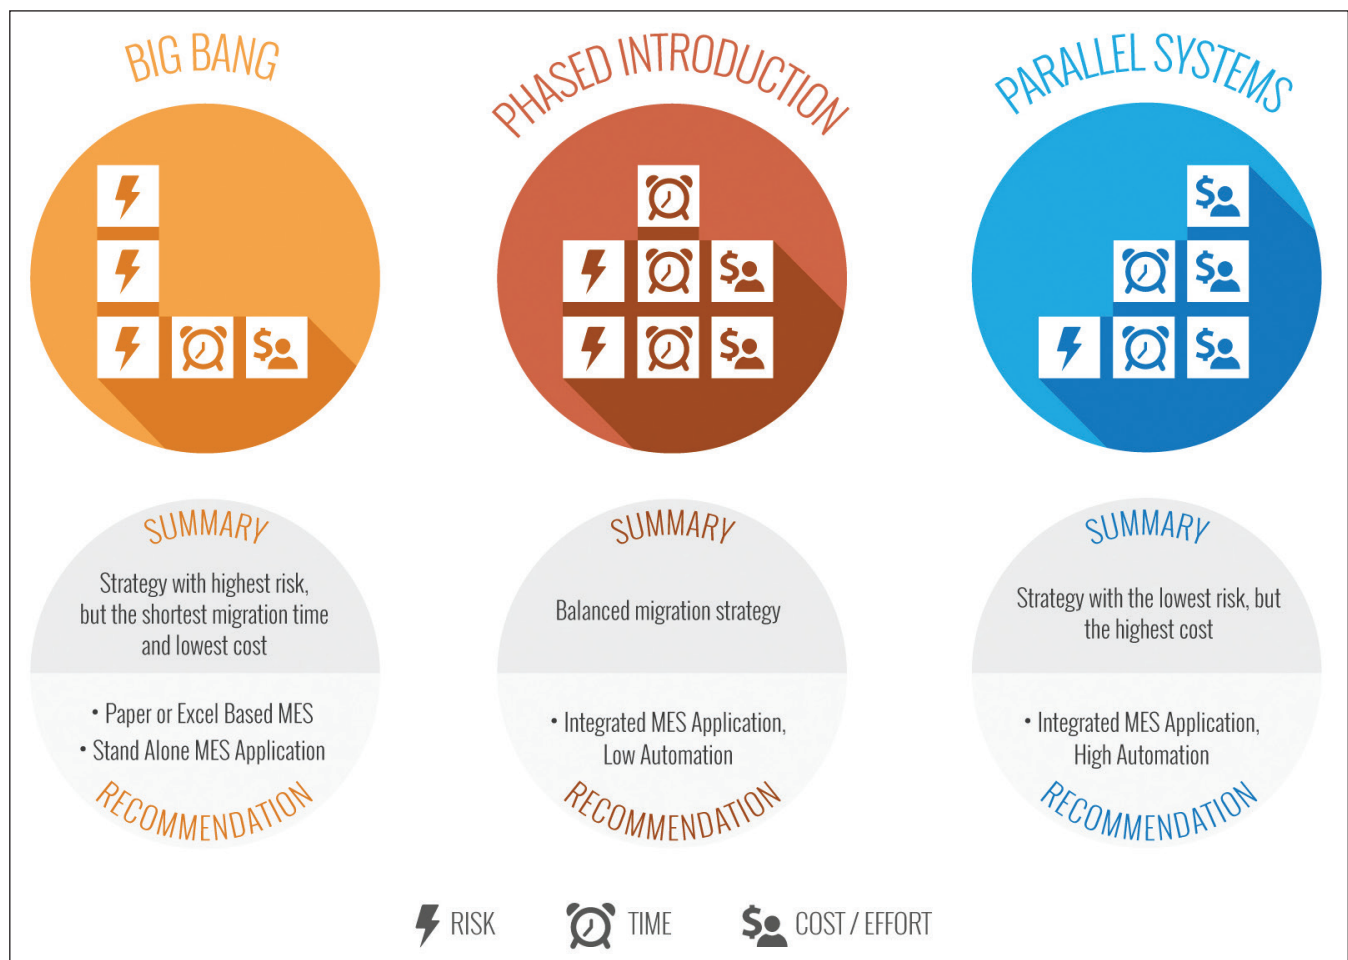 BIG BANG
PHASED INTRODUCTION
PARALLEL SYSTEMS
SUMMARY
Strategy with highest risk,
but the shortest migration time
and lowest cost
• Paper or Excel Based MES
• Stand Alone MES Application
RECOMMENDATION
SUMMARY
Balanced migration strategy
• Integrated MES Application,
Low Automation
RECOMMENDATION
SUMMARY
Strategy with the lowest risk, but
the highest cost
• Integrated MES Application,
High Automation
RECOMMENDATION
RISK
TIME
COST / EFFORT